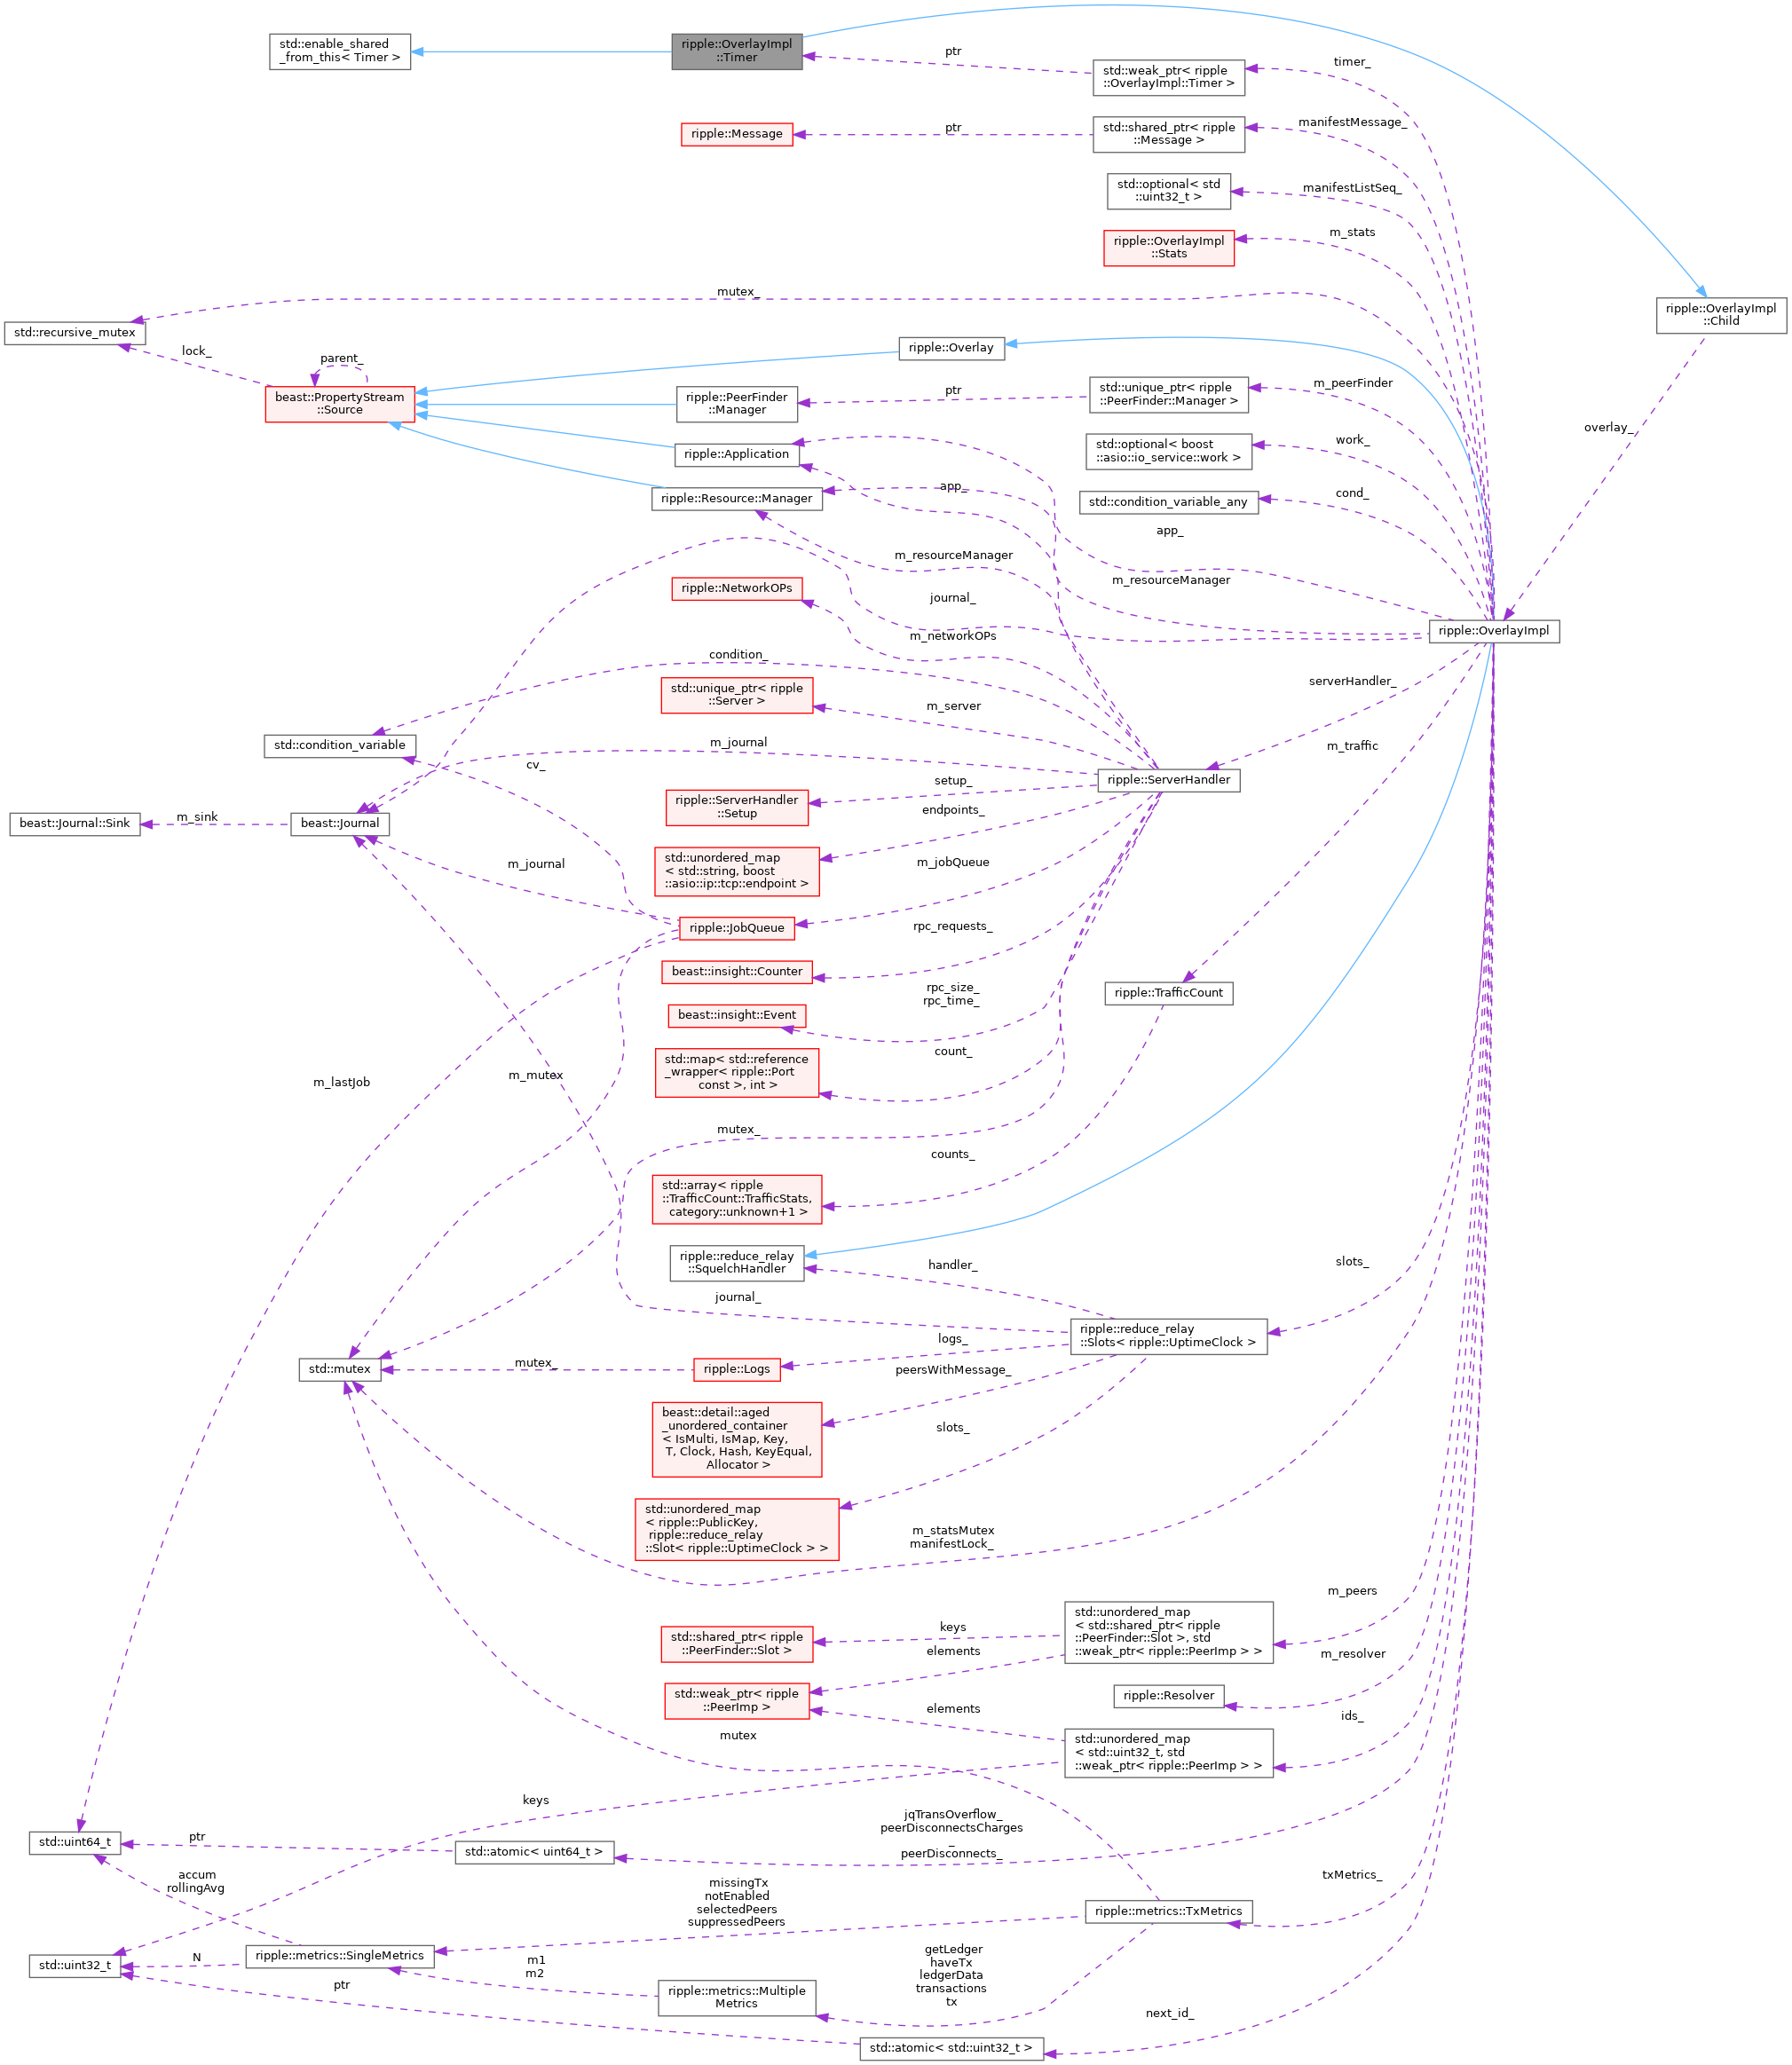 std::enable_shared
_from_this< Timer >
ripple::OverlayImpl
::Timer
ptr
std::weak_ptr< ripple
::OverlayImpl::Timer >
timer_
ripple::Message
ptr
std::shared_ptr< ripple
::Message >
manifestMessage_
std::optional< std
::uint32_t >
manifestListSeq_
ripple::OverlayImpl
::Stats
m_stats
mutex_
std::recursive_mutex
lock_
ripple::OverlayImpl
::Child
ripple::Overlay
parent_
beast::PropertyStream
::Source
ripple::PeerFinder
::Manager
ptr
std::unique_ptr< ripple
::PeerFinder::Manager >
m_peerFinder
overlay_
ripple::Application
std::optional< boost
::asio::io_service::work >
work_
ripple::Resource::Manager
app_
std::condition_variable_any
cond_
app_
m_resourceManager
m_resourceManager
ripple::NetworkOPs
journal_
m_networkOPs
ripple::OverlayImpl
condition_
std::unique_ptr< ripple
::Server >
m_server
serverHandler_
std::condition_variable
m_journal
m_traffic
cv_
ripple::ServerHandler
setup_
ripple::ServerHandler
::Setup
endpoints_
beast::Journal::Sink
m_sink
beast::Journal
std::unordered_map
< std::string, boost
::asio::ip::tcp::endpoint >
m_journal
m_jobQueue
ripple::JobQueue
rpc_requests_
beast::insight::Counter
ripple::TrafficCount
rpc_size_
rpc_time_
beast::insight::Event
count_
std::map< std::reference
_wrapper< ripple::Port
const >, int >
m_lastJob
m_mutex
mutex_
counts_
std::array< ripple
::TrafficCount::TrafficStats,
category::unknown+1 >
ripple::reduce_relay
::SquelchHandler
handler_
slots_
journal_
ripple::reduce_relay
::Slots< ripple::UptimeClock >
logs_
std::mutex
mutex_
ripple::Logs
peersWithMessage_
beast::detail::aged
_unordered_container
< IsMulti, IsMap, Key,
T, Clock, Hash, KeyEqual,
Allocator >
slots_
std::unordered_map
< ripple::PublicKey,
ripple::reduce_relay
::Slot< ripple::UptimeClock > >
m_statsMutex
manifestLock_
m_peers
std::unordered_map
< std::shared_ptr< ripple
::PeerFinder::Slot >, std
::weak_ptr< ripple::PeerImp > >
keys
std::shared_ptr< ripple
::PeerFinder::Slot >
elements
m_resolver
std::weak_ptr< ripple
::PeerImp >
ripple::Resolver
elements
ids_
mutex
std::unordered_map
< std::uint32_t, std
::weak_ptr< ripple::PeerImp > >
keys
jqTransOverflow_
peerDisconnectsCharges
_
peerDisconnects_
std::uint64_t
ptr
std::atomic< uint64_t >
accum
rollingAvg
missingTx
notEnabled
selectedPeers
suppressedPeers
txMetrics_
ripple::metrics::TxMetrics
std::uint32_t
N
ripple::metrics::SingleMetrics
m1
m2
getLedger
haveTx
ledgerData
transactions
tx
ptr
ripple::metrics::Multiple
Metrics
next_id_
std::atomic< std::uint32_t >